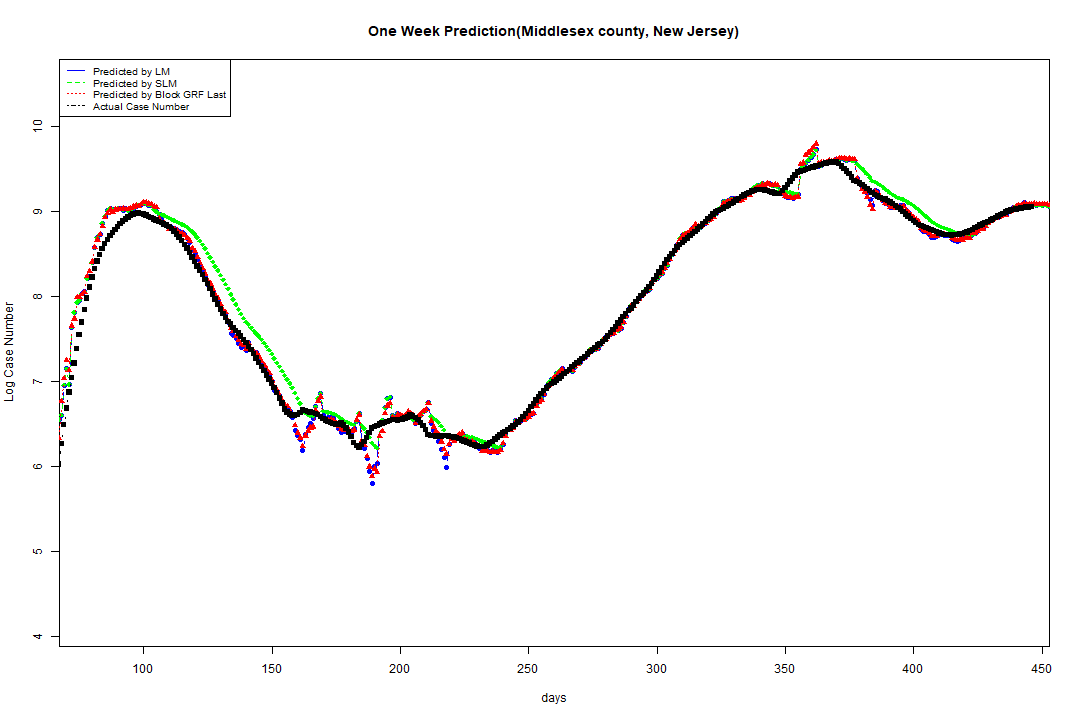 One Week Prediction(Middlesex county, New Jersey)
Predicted by LM
Predicted by SLM
Predicted by Block GRF Last
Actual Case Number
Log Case Number
10
9
8
7
6
5
4
100 150 200 250 300 350 400 450
days